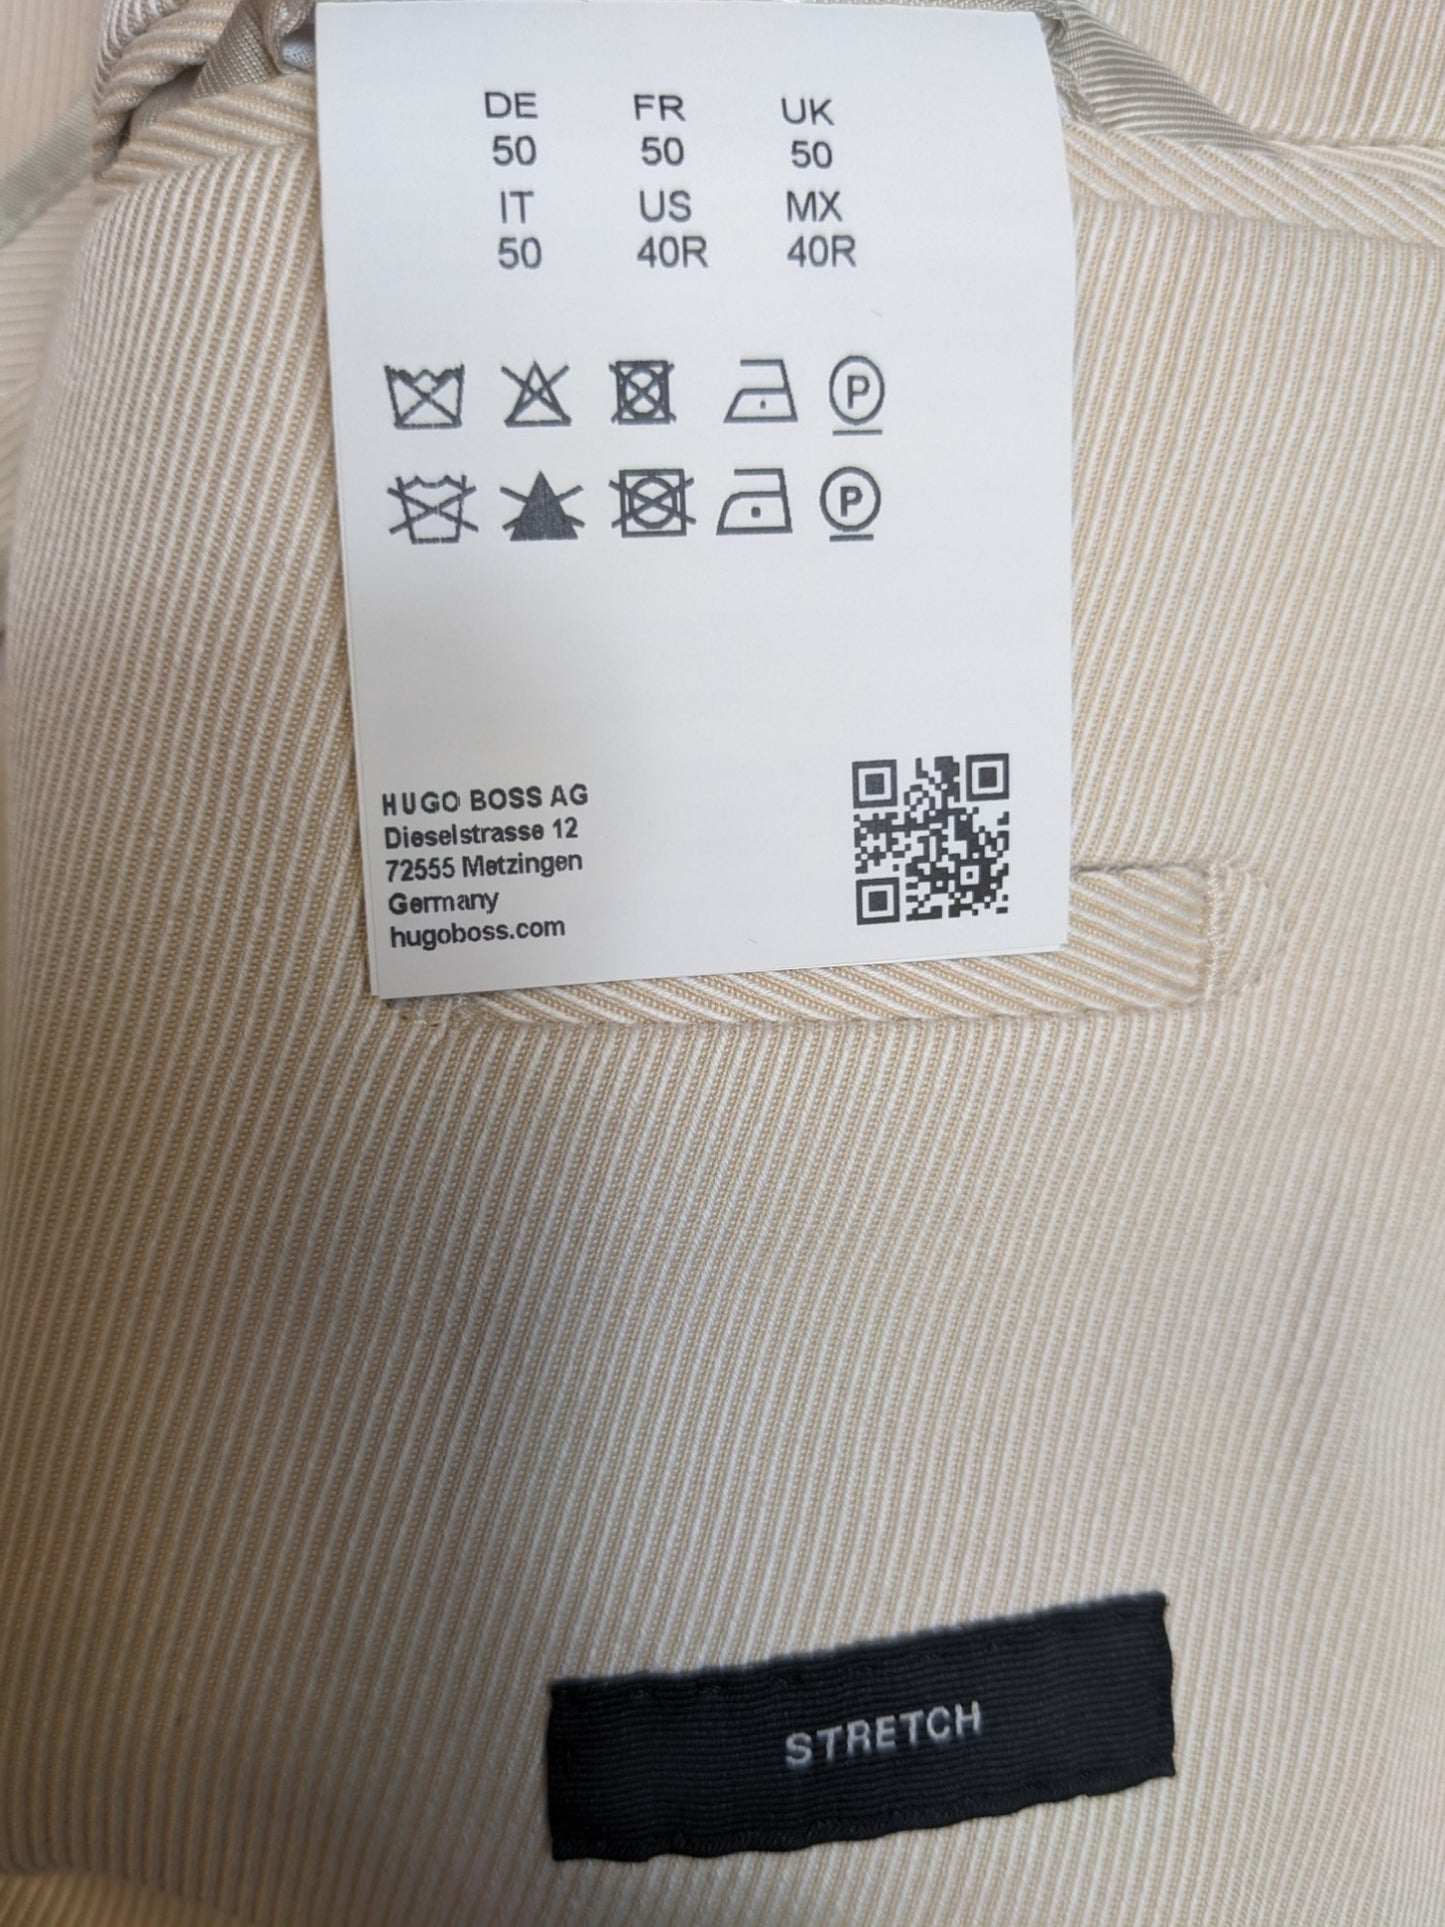 DE FR UK
50 50 50
IT US MX
50 40R 40R
P
P
HUGO BOSS AG
Dieselstrasse 12
72555 Metzingen
Germany
hugoboss.com
STRETCH